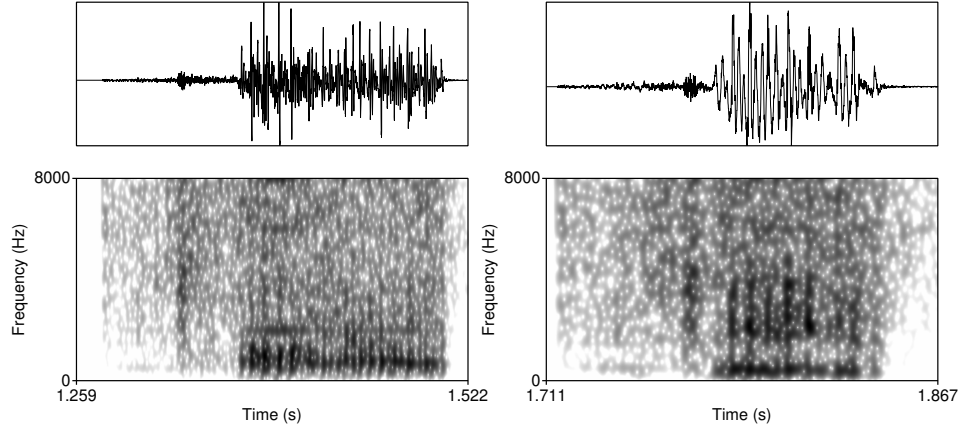 8000
Frequency (Hz)
0
1.259
1.522
Time (s)
8000
Frequency (Hz)
0
1.711
1.867
Time (s)